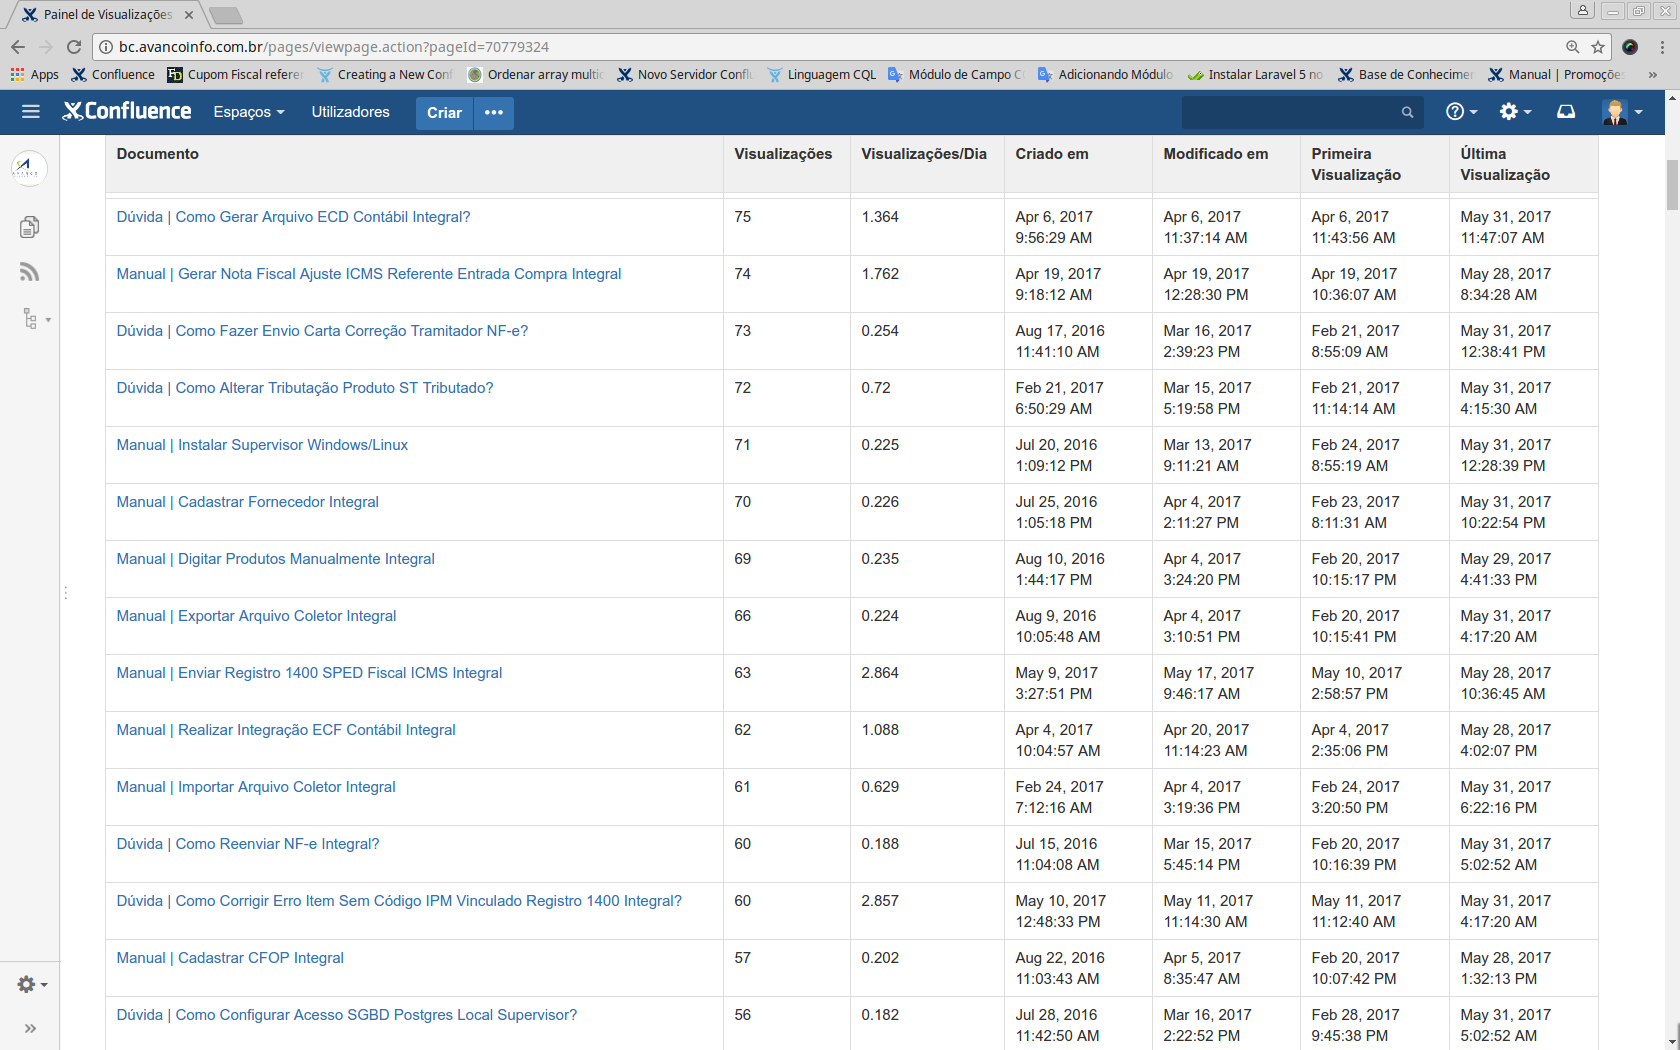 Painel de Visualizações
bc.avancoinfo.com.br/pages/viewpage.action?pageId=70779324
Apps Confluence Cupom Fiscal referer Creating a New Conf Ordenar array multid Novo Servidor Conflu Linguagem CQL Módulo de Campo CQ Adicionando Módulo Instalar Laravel 5 no Base de Conhecimen Manual | Promoções »
Confluence Espaços Utilizadores Criar •••
Documento Visualizações Visualizações/Dia Criado em Modificado em Primeira Visualização Última Visualização
Dúvida | Como Gerar Arquivo ECD Contábil Integral? 75 1.364 Apr 6, 2017 9:56:29 AM Apr 6, 2017 11:37:14 AM Apr 6, 2017 11:43:56 AM May 31, 2017 11:47:07 AM
Manual | Gerar Nota Fiscal Ajuste ICMS Referente Entrada Compra Integral 74 1.762 Apr 19, 2017 9:18:12 AM Apr 19, 2017 12:28:30 PM Apr 19, 2017 10:36:07 AM May 28, 2017 8:34:28 AM
Dúvida | Como Fazer Envio Carta Correção Tramitador NF-e? 73 0.254 Aug 17, 2016 11:41:10 AM Mar 16, 2017 2:39:23 PM Feb 21, 2017 8:55:09 AM May 31, 2017 12:38:41 PM
Dúvida | Como Alterar Tributação Produto ST Tributado? 72 0.72 Feb 21, 2017 6:50:29 AM Mar 15, 2017 5:19:58 PM Feb 21, 2017 11:14:14 AM May 31, 2017 4:15:30 AM
Manual | Instalar Supervisor Windows/Linux 71 0.225 Jul 20, 2016 1:09:12 PM Mar 13, 2017 9:11:21 AM Feb 24, 2017 8:55:19 AM May 31, 2017 12:28:39 PM
Manual | Cadastrar Fornecedor Integral 70 0.226 Jul 25, 2016 1:05:18 PM Apr 4, 2017 2:11:27 PM Feb 23, 2017 8:11:31 AM May 31, 2017 10:22:54 PM
Manual | Digitar Produtos Manualmente Integral 69 0.235 Aug 10, 2016 1:44:17 PM Apr 4, 2017 3:24:20 PM Feb 20, 2017 10:15:17 PM May 29, 2017 4:41:33 PM
Manual | Exportar Arquivo Coletor Integral 66 0.224 Aug 9, 2016 10:05:48 AM Apr 4, 2017 3:10:51 PM Feb 20, 2017 10:15:41 PM May 31, 2017 4:17:20 AM
Manual | Enviar Registro 1400 SPED Fiscal ICMS Integral 63 2.864 May 9, 2017 3:27:51 PM May 17, 2017 9:46:17 AM May 10, 2017 2:58:57 PM May 28, 2017 10:36:45 AM
Manual | Realizar Integração ECF Contábil Integral 62 1.088 Apr 4, 2017 10:04:57 AM Apr 20, 2017 11:14:23 AM Apr 4, 2017 2:35:06 PM May 28, 2017 4:02:07 PM
Manual | Importar Arquivo Coletor Integral 61 0.629 Feb 24, 2017 7:12:16 AM Apr 4, 2017 3:19:36 PM Feb 24, 2017 3:20:50 PM May 31, 2017 6:22:16 PM
Dúvida | Como Reenviar NF-e Integral? 60 0.188 Jul 15, 2016 11:04:08 AM Mar 15, 2017 5:45:14 PM Feb 20, 2017 10:16:39 PM May 31, 2017 5:02:52 AM
Dúvida | Como Corrigir Erro Item Sem Código IPM Vinculado Registro 1400 Integral? 60 2.857 May 10, 2017 12:48:33 PM May 11, 2017 11:14:30 AM May 11, 2017 11:12:40 AM May 31, 2017 4:17:20 AM
Manual | Cadastrar CFOP Integral 57 0.202 Aug 22, 2016 11:03:43 AM Apr 5, 2017 8:35:47 AM Feb 20, 2017 10:07:42 PM May 28, 2017 1:32:13 PM
Dúvida | Como Configurar Acesso SGBD Postgres Local Supervisor? 56 0.182 Jul 28, 2016 11:42:50 AM Mar 16, 2017 2:22:52 PM Feb 28, 2017 9:45:38 PM May 31, 2017 5:02:52 AM